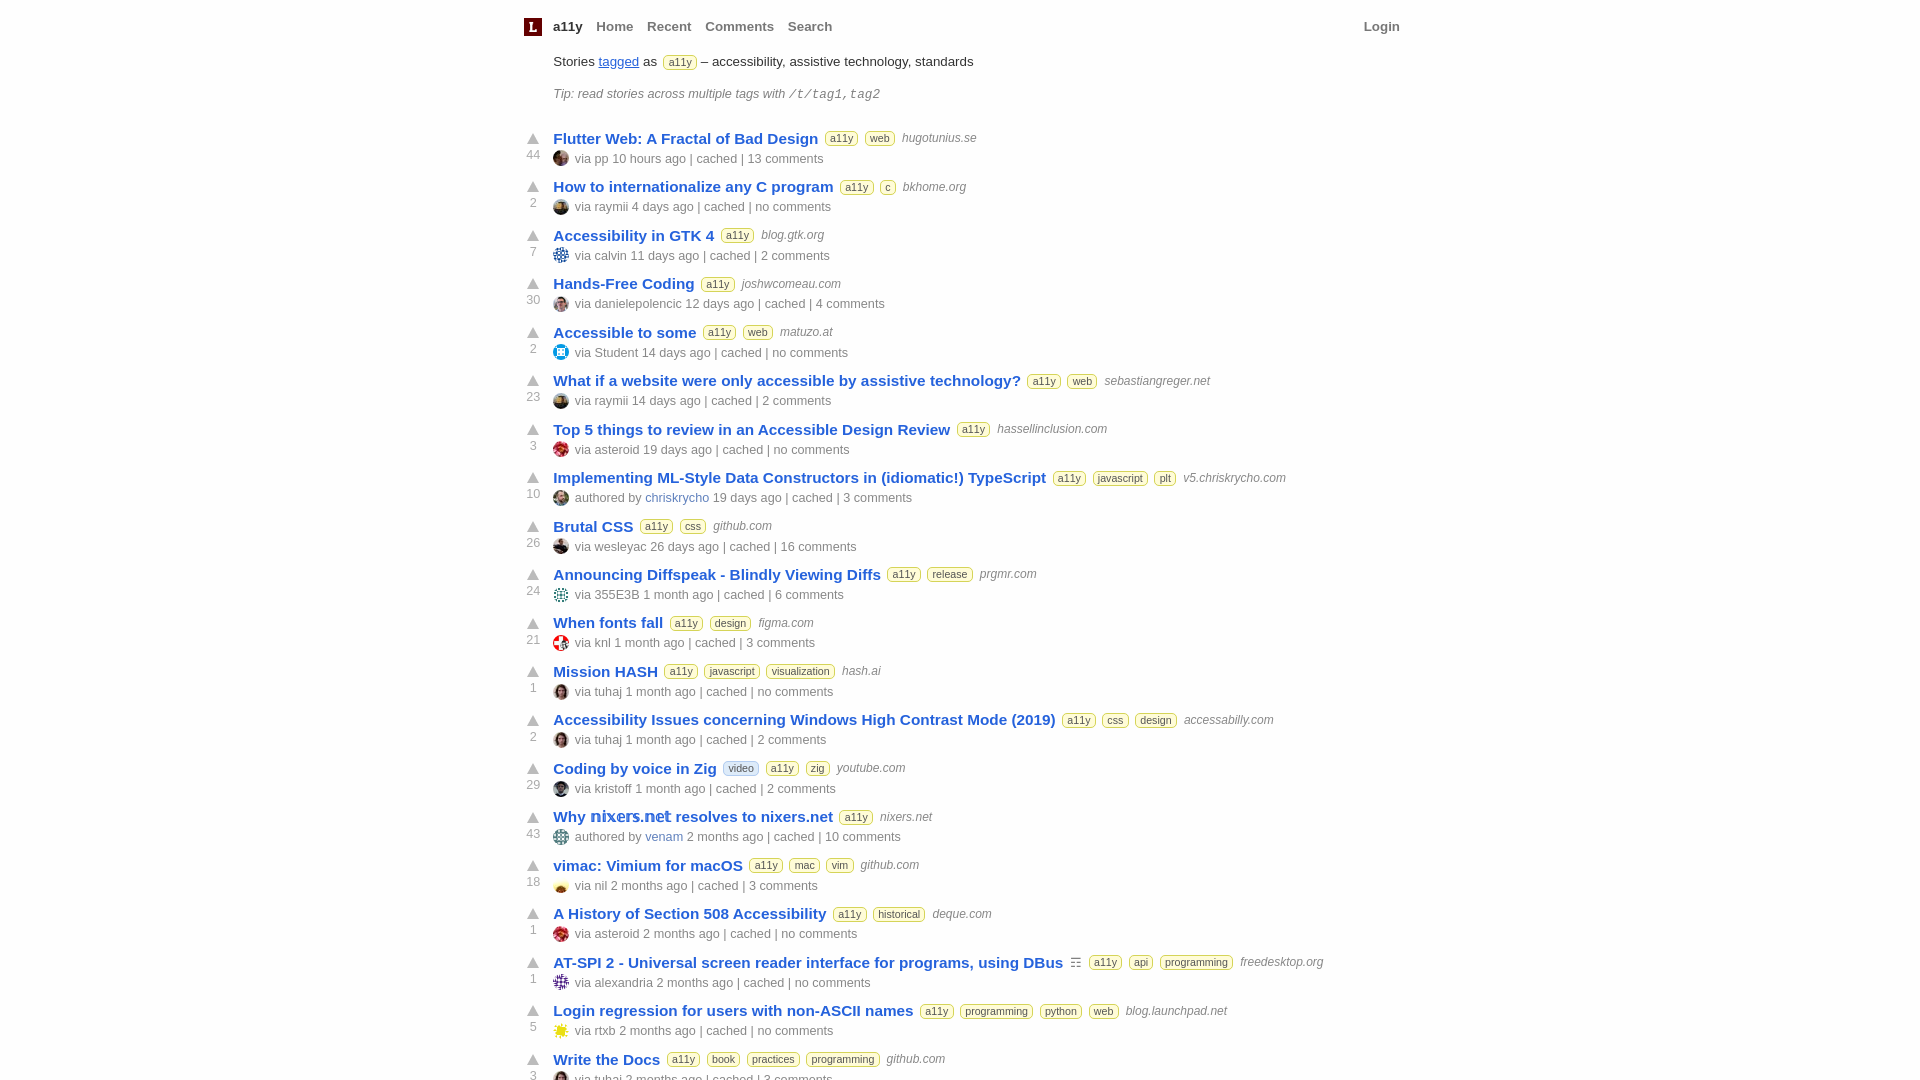 L a11y Home Recent Comments Search Login
Stories tagged as a11y – accessibility, assistive technology, standards
Tip: read stories across multiple tags with /t/tag1,tag2
Flutter Web: A Fractal of Bad Design a11y web hugotunius.se
44 via pp 10 hours ago | cached | 13 comments
How to internationalize any C program a11y c bkhome.org
2 via raymii 4 days ago | cached | no comments
Accessibility in GTK 4 a11y blog.gtk.org
7 via calvin 11 days ago | cached | 2 comments
Hands-Free Coding a11y joshwcomeau.com
30 via danielepolencic 12 days ago | cached | 4 comments
Accessible to some a11y web matuzo.at
2 via Student 14 days ago | cached | no comments
What if a website were only accessible by assistive technology? a11y web sebastiangreger.net
23 via raymii 14 days ago | cached | 2 comments
Top 5 things to review in an Accessible Design Review a11y hassellinclusion.com
3 via asteroid 19 days ago | cached | no comments
Implementing ML-Style Data Constructors in (idiomatic!) TypeScript a11y javascript plt v5.chriskrycho.com
10 authored by chriskrycho 19 days ago | cached | 3 comments
Brutal CSS a11y css github.com
26 via wesleyac 26 days ago | cached | 16 comments
Announcing Diffspeak - Blindly Viewing Diffs a11y release prgmr.com
24 via 355E3B 1 month ago | cached | 6 comments
When fonts fall a11y design figma.com
21 via knl 1 month ago | cached | 3 comments
Mission HASH a11y javascript visualization hash.ai
1 via tuhaj 1 month ago | cached | no comments
Accessibility Issues concerning Windows High Contrast Mode (2019) a11y css design accessabilly.com
2 via tuhaj 1 month ago | cached | 2 comments
Coding by voice in Zig video a11y zig youtube.com
29 via kristoff 1 month ago | cached | 2 comments
Why 𝕟𝕚𝕩𝕖𝕣𝕤.𝕟𝕖𝕥 resolves to nixers.net a11y nixers.net
43 authored by venam 2 months ago | cached | 10 comments
vimac: Vimium for macOS a11y mac vim github.com
18 via nil 2 months ago | cached | 3 comments
A History of Section 508 Accessibility a11y historical deque.com
1 via asteroid 2 months ago | cached | no comments
AT-SPI 2 - Universal screen reader interface for programs, using DBus ☶ a11y api programming freedesktop.org
1 via alexandria 2 months ago | cached | no comments
Login regression for users with non-ASCII names a11y programming python web blog.launchpad.net
5 via rtxb 2 months ago | cached | no comments
Write the Docs a11y book practices programming github.com
3 via tuhaj 2 months ago | cached | 3 comments